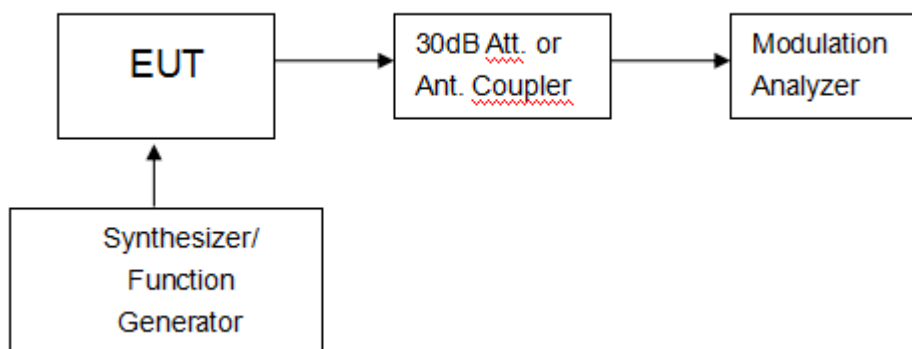 EUT
30dB Att. or
Ant. Coupler
Modulation
Analyzer
Synthesizer/
Function
Generator